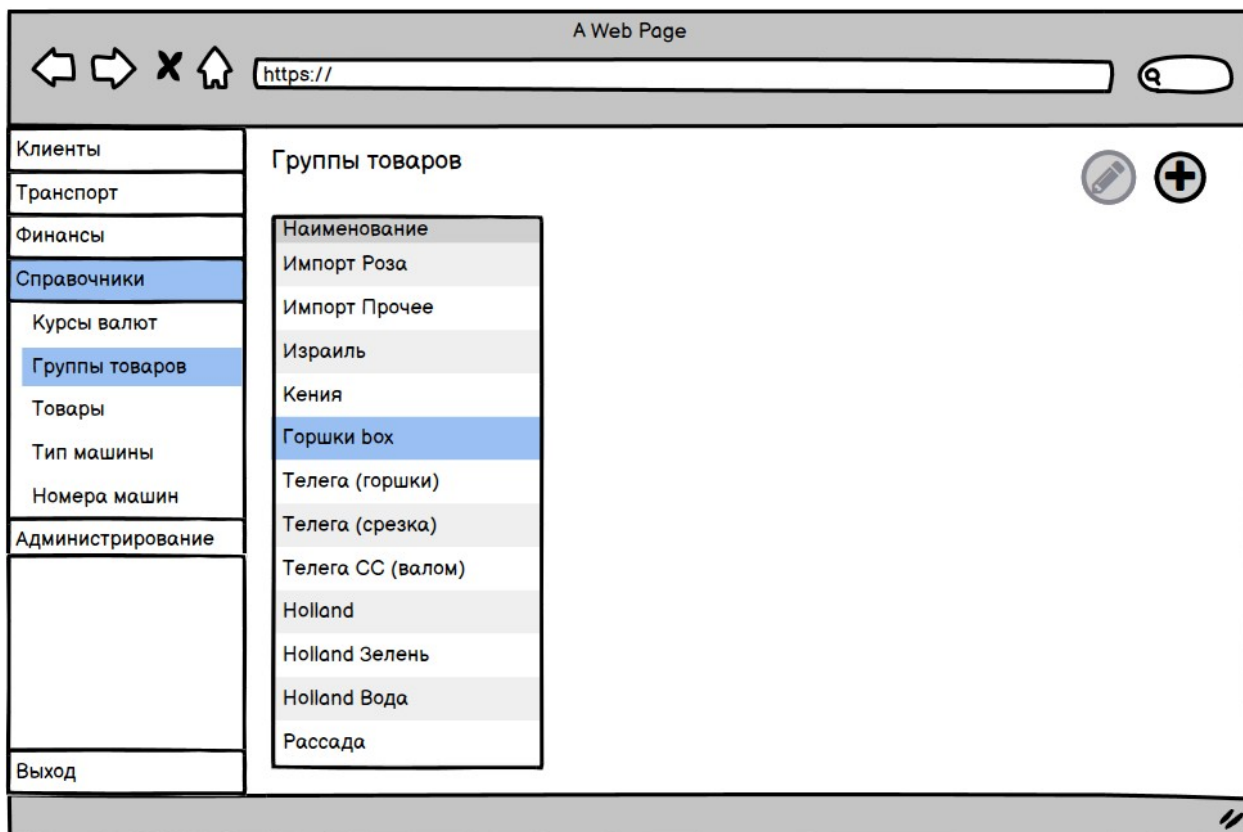 A Web Page
https://
Клиенты
Транспорт
Финансы
Справочники
Курсы валют
Группы товаров
Товары
Тип машины
Номера машин
Администрирование
Выход
Группы товаров
Наименование
Импорт Роза
Импорт Прочее
Израиль
Кения
Горшки box
Телега (горшки)
Телега (срезка)
Телега СС (валом)
Holland
Holland Зелень
Holland Вода
Рассада